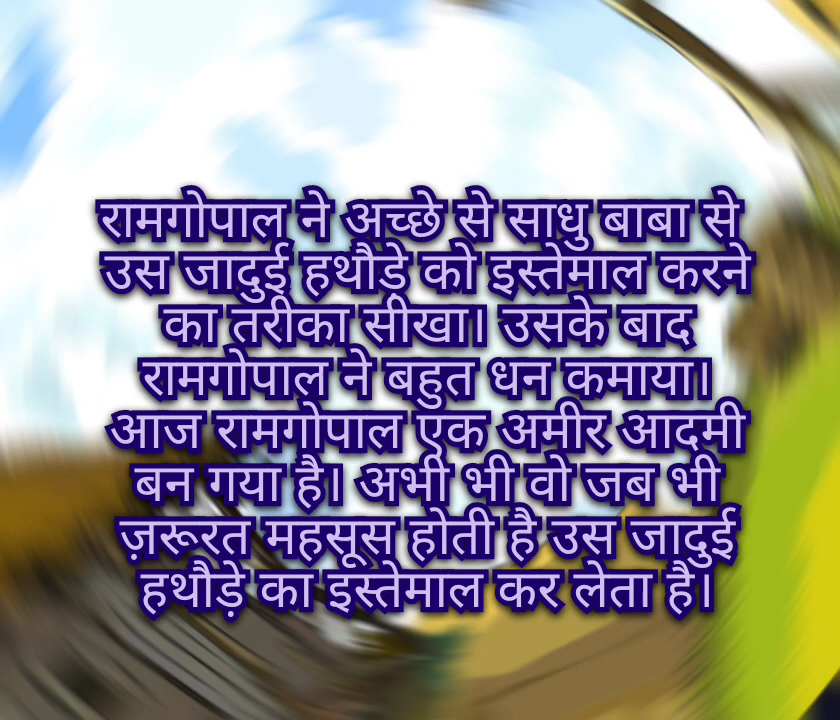 रामगोपाल ने अच्छे से साधु बाबा से
उस जादुई हथौड़े को इस्तेमाल करने
का तरीका सीखा। उसके बाद
रामगोपाल ने बहुत धन कमाया।
आज रामगोपाल एक अमीर आदमी
बन गया है। अभी भी वो जब भी
ज़रूरत महसूस होती है उस जादुई
हथौड़े का इस्तेमाल कर लेता है।